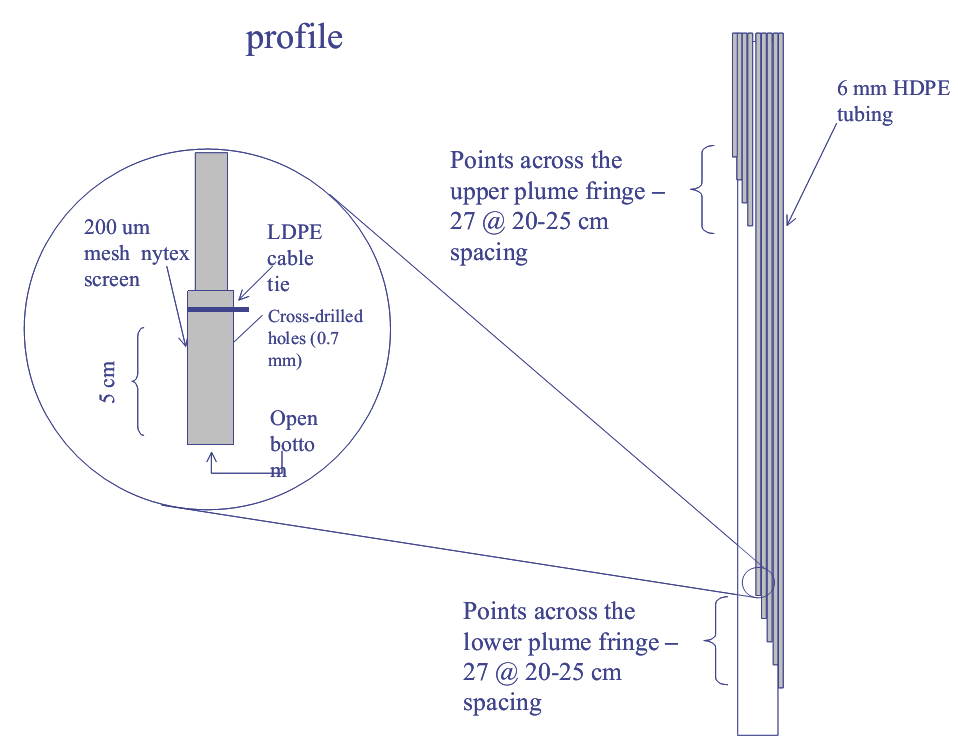 profile
6 mm HDPE
tubing
Points across the
upper plume fringe –
27 @ 20-25 cm
spacing
200 um
mesh nytex
screen
LDPE
cable
tie
Cross-drilled
holes (0.7
mm)
5 cm
Open
botto
m
Points across the
lower plume fringe –
27 @ 20-25 cm
spacing